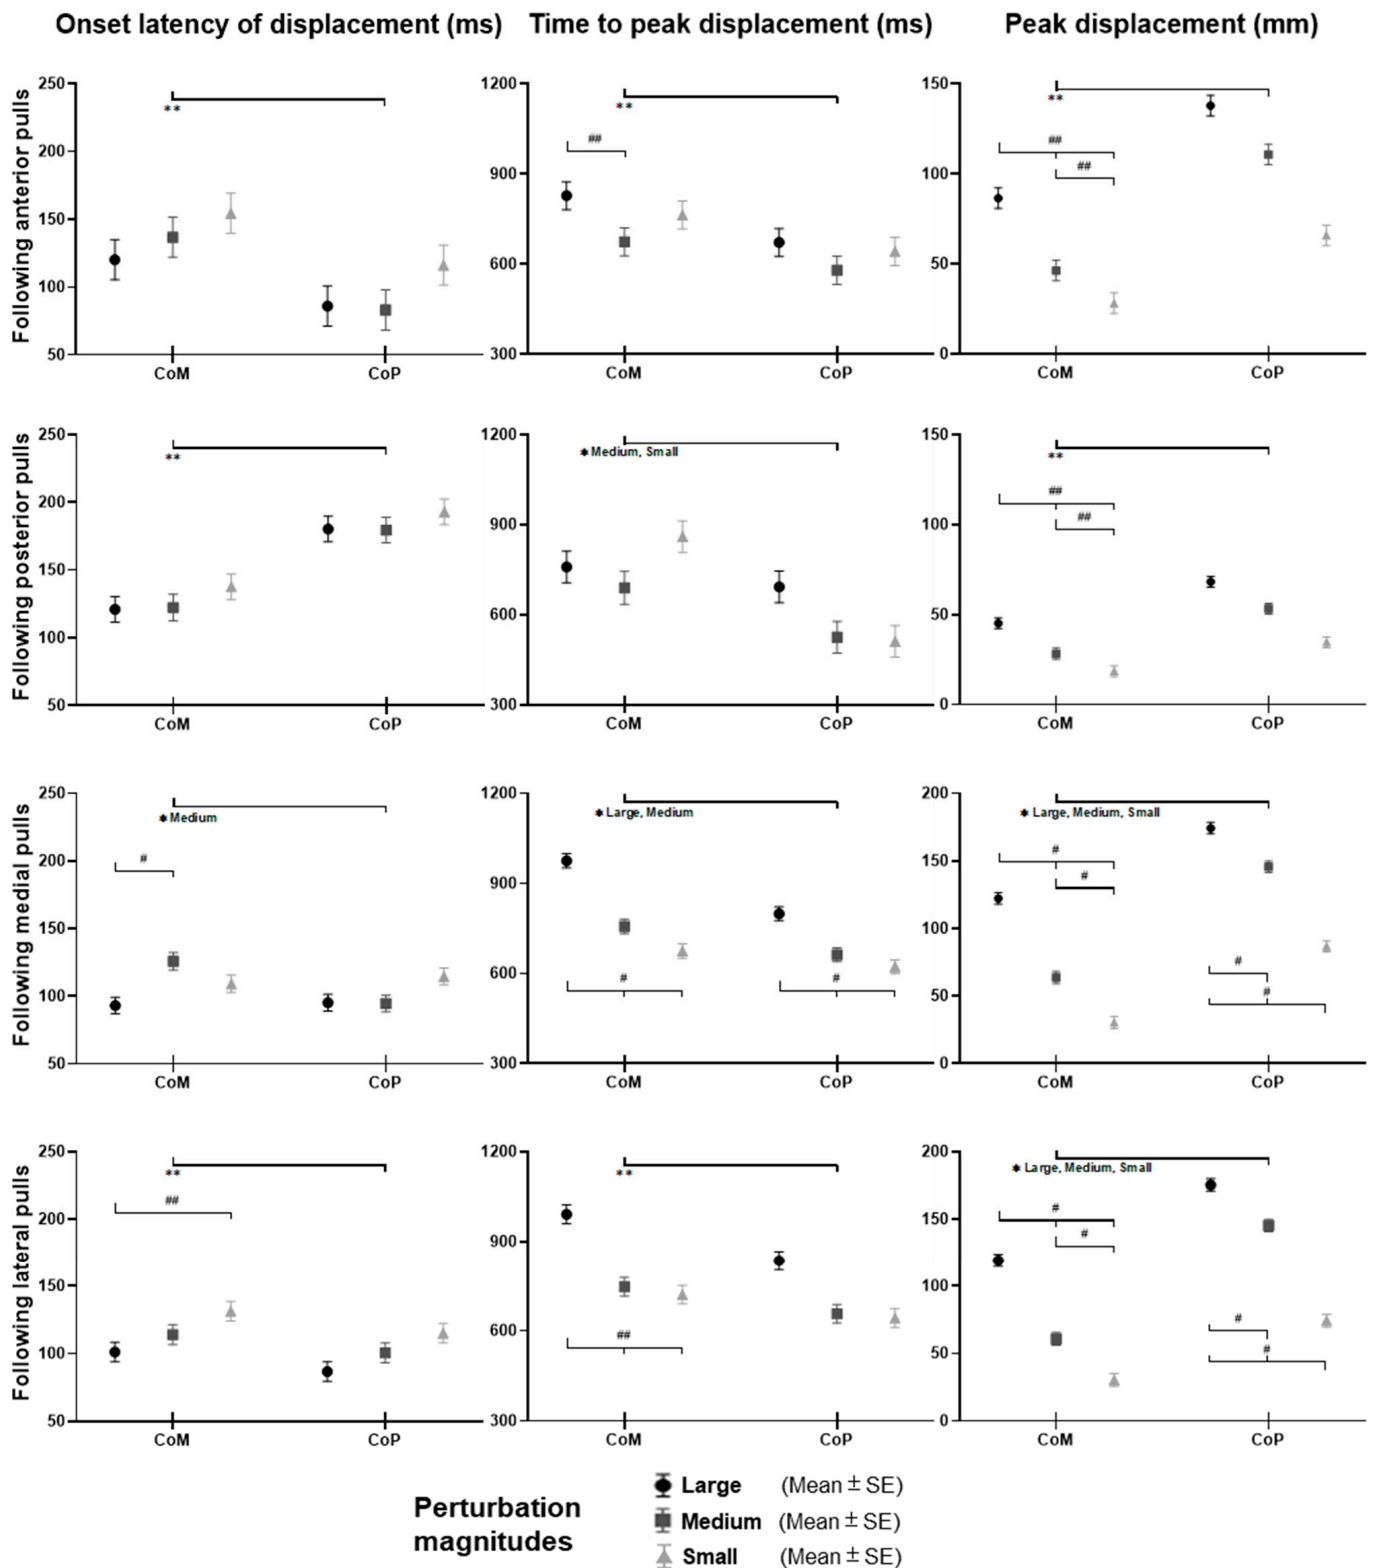 Onset latency of displacement (ms) Time to peak displacement (ms) Peak displacement (mm)
Following anterior pulls
250
200
150
100
50
**
CoM CoP
1200
900
600
300
**
##
CoM CoP
150
100
50
0
**
##
##
CoM CoP
Following posterior pulls
250
200
150
100
50
**
CoM CoP
1200
900
600
300
* Medium, Small
CoM CoP
150
100
50
0
**
##
##
CoM CoP
Following medial pulls
250
200
150
100
50
* Medium
#
CoM CoP
1200
900
600
300
* Large, Medium
# #
CoM CoP
200
150
100
50
0
* Large, Medium, Small
#
#
#
#
CoM CoP
Following lateral pulls
250
200
150
100
50
**
##
CoM CoP
1200
900
600
300
**
##
CoM CoP
200
150
100
50
0
* Large, Medium, Small
#
#
#
#
CoM CoP
Perturbation
magnitudes
Large (Mean ± SE)
Medium (Mean ± SE)
Small (Mean ± SE)